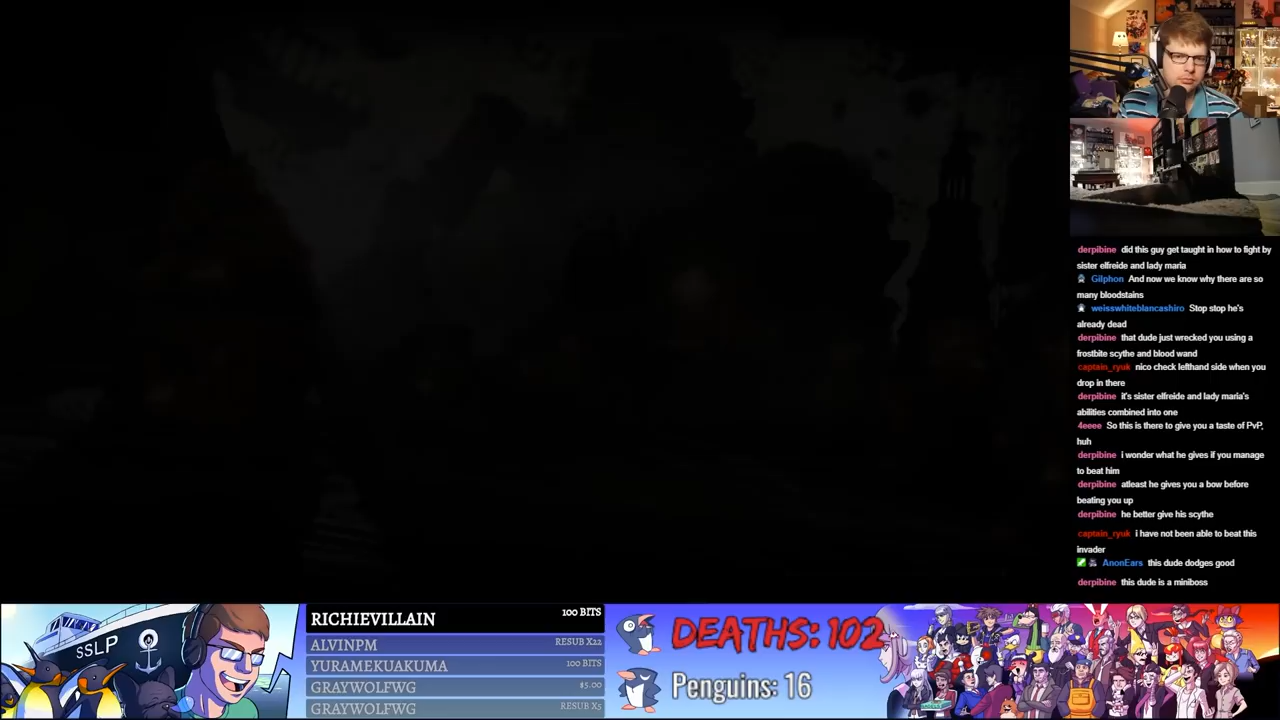 derpibine did this guy get taught in how to fight by
sister elfreide and lady maria
Gilphon And now we know why there are so
many bloodstains
weisswhiteblancashiro Stop stop he's
already dead
derpibine that dude just wrecked you using a
frostbite scythe and blood wand
captain_ryuk nico check lefthand side when you
drop in there
derpibine it's sister elfreide and lady maria's
abilities combined into one
4eeee So this is there to give you a taste of PvP,
huh
derpibine i wonder what he gives if you manage
to beat him
derpibine atleast he gives you a bow before
beating you up
derpibine he better give his scythe
captain_ryuk i have not been able to beat this
invader
AnonEars this dude dodges good
derpibine this dude is a miniboss
SSLP
RICHIEVILLAIN 100 BITS
ALVINPM RESUB X22
YURAMEKUAKUMA 100 BITS
GRAYWOLFWG $5.00
GRAYWOLFWG RESUB X5
DEATHS: 102
Penguins: 16